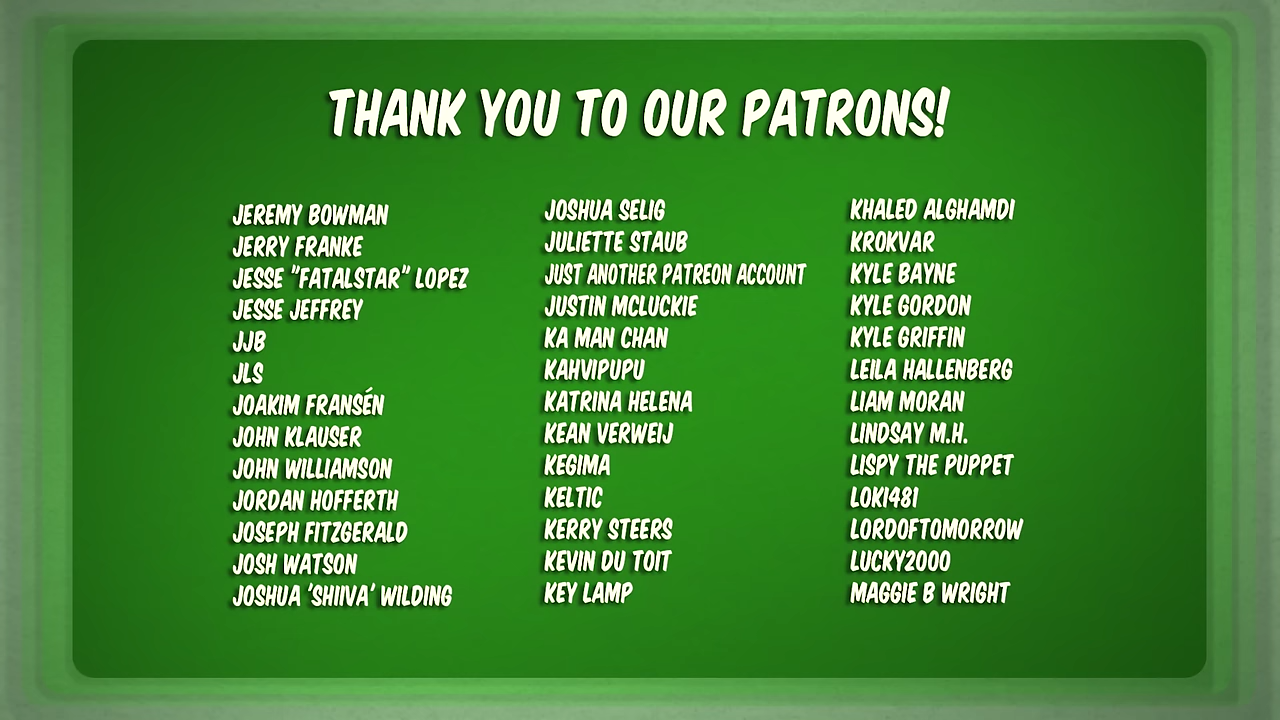 THANK YOU TO OUR PATRONS!
JEREMY BOWMAN
JERRY FRANKE
JESSE "FATALSTAR" LOPEZ
JESSE JEFFREY
JJB
JLS
JOAKIM FRANSÉN
JOHN KLAUSER
JOHN WILLIAMSON
JORDAN HOFFERTH
JOSEPH FITZGERALD
JOSH WATSON
JOSHUA 'SHIIVA' WILDING
JOSHUA SELIG
JULIETTE STAUB
JUST ANOTHER PATREON ACCOUNT
JUSTIN MCLUCKIE
KA MAN CHAN
KAHVIPUPU
KATRINA HELENA
KEAN VERWEIJ
KEGIMA
KELTIC
KERRY STEERS
KEVIN DU TOIT
KEY LAMP
KHALED ALGHAMDI
KROKVAR
KYLE BAYNE
KYLE GORDON
KYLE GRIFFIN
LEILA HALLENBERG
LIAM MORAN
LINDSAY M.H.
LISPY THE PUPPET
LOKI481
LORDOFTOMORROW
LUCKY2000
MAGGIE B WRIGHT